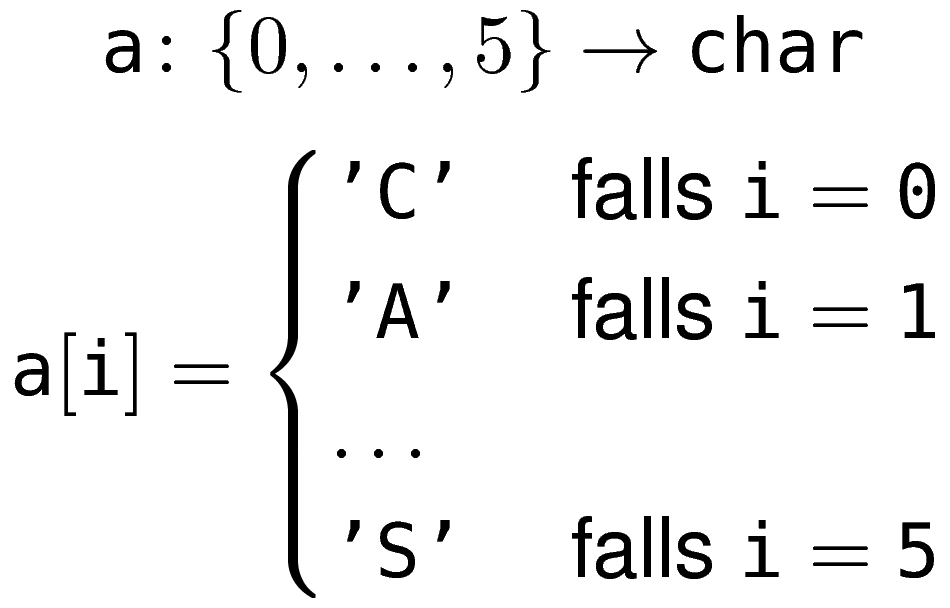 a: {0, . . . , 5} → char
'C' falls i = 0
'A' falls i = 1
a[i] =
. . .
'S' falls i = 5